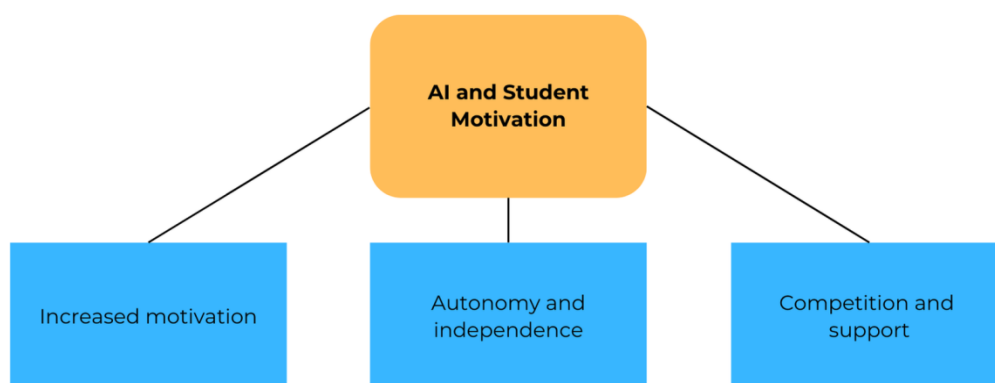 AI and Student
Motivation
Increased motivation
Autonomy and
independence
Competition and
support